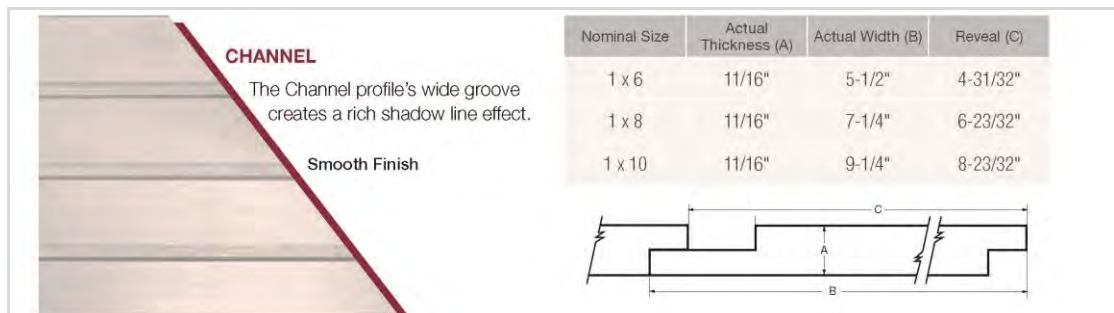 CHANNEL
The Channel profile's wide groove
creates a rich shadow line effect.
Smooth Finish
Nominal Size Actual Thickness (A) Actual Width (B) Reveal (C)
1 x 6 11/16" 5-1/2" 4-31/32"
1 x 8 11/16" 7-1/4" 6-23/32"
1 x 10 11/16" 9-1/4" 8-23/32"
C
A
B